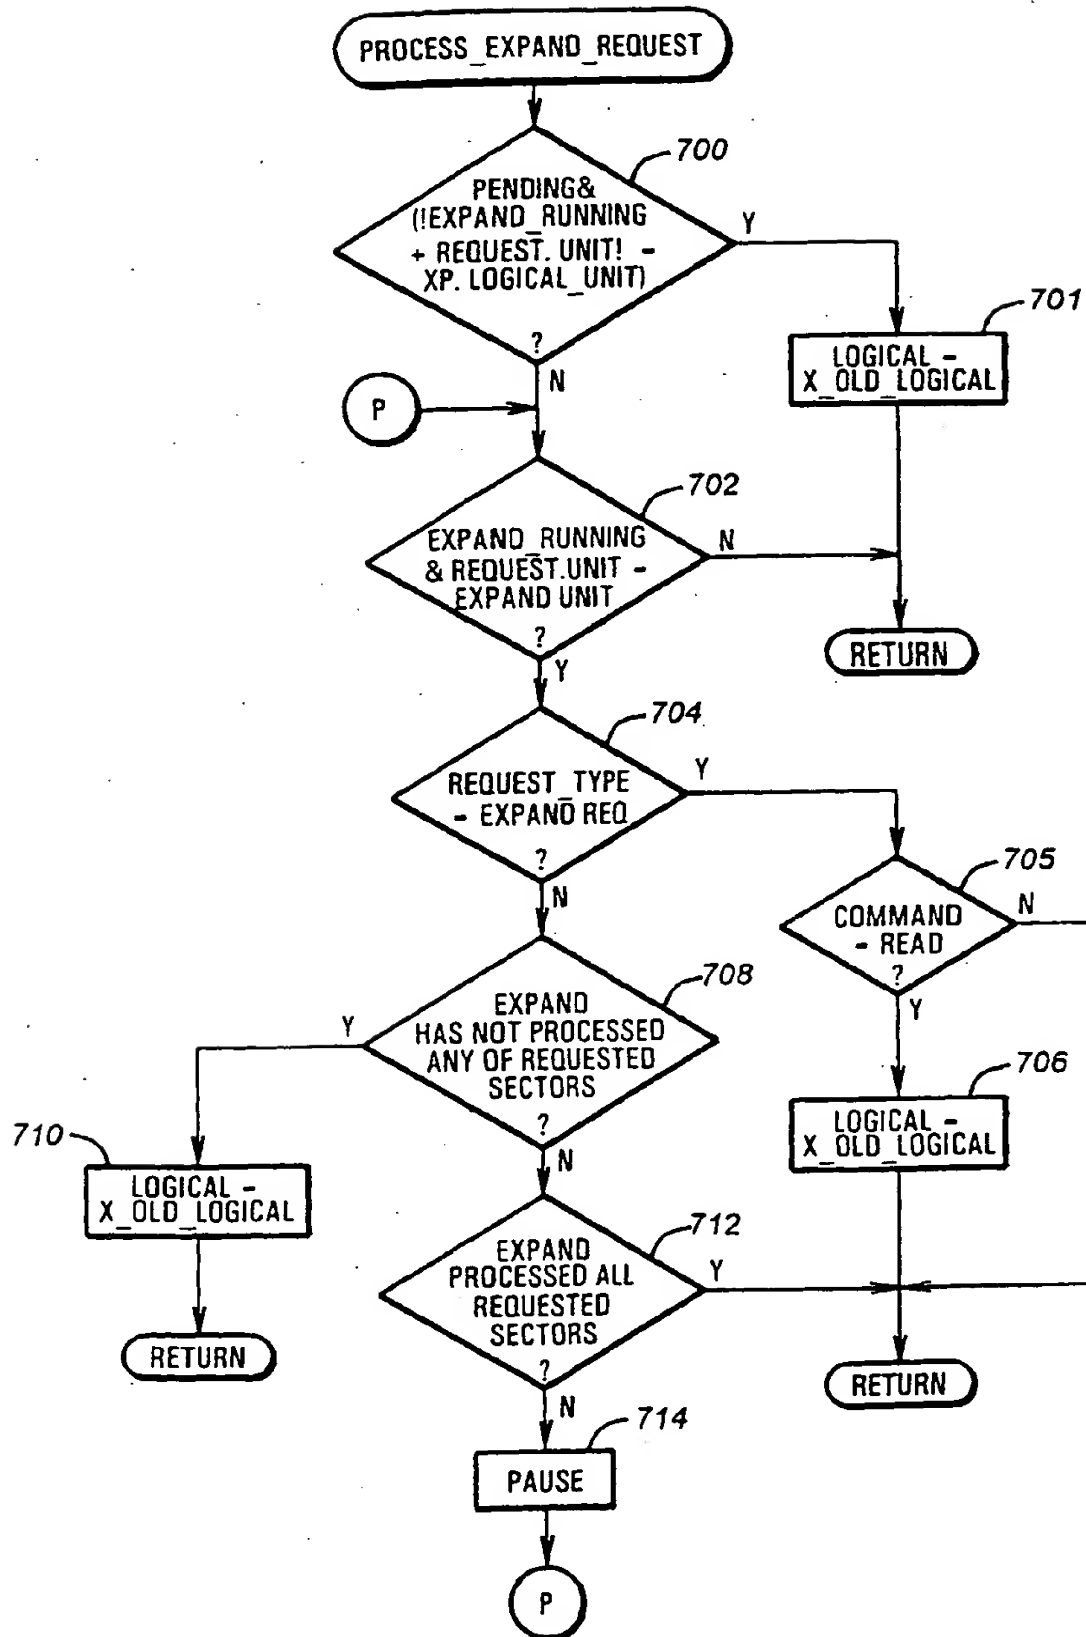 PROCESS_EXPAND_REQUEST
700
PENDING&
(!EXPAND_RUNNING
+ REQUEST. UNIT! -
XP. LOGICAL_UNIT)
?
Y
N
701
LOGICAL -
X_OLD_LOGICAL
P
702
EXPAND_RUNNING
& REQUEST.UNIT -
EXPAND UNIT
?
N
Y
RETURN
704
REQUEST_TYPE
- EXPAND REQ
?
Y
N
705
COMMAND
- READ
?
N
Y
708
EXPAND
HAS NOT PROCESSED
ANY OF REQUESTED
SECTORS
?
Y
N
706
LOGICAL -
X_OLD_LOGICAL
710
LOGICAL -
X_OLD_LOGICAL
RETURN
712
EXPAND
PROCESSED ALL
REQUESTED
SECTORS
?
Y
N
RETURN
714
PAUSE
P